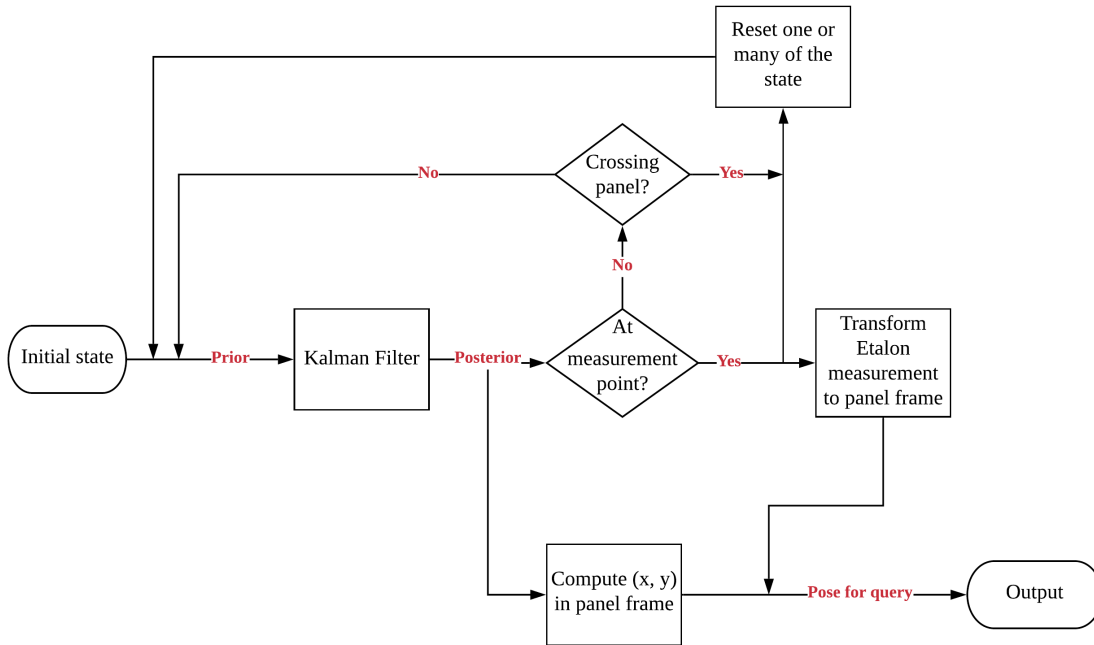 Reset one or
many of the
state
Crossing
panel?
No
Yes
No
Initial state
Prior
Kalman Filter
Posterior
At
measurement
point?
Yes
Transform
Etalon
measurement
to panel frame
Compute (x, y)
in panel frame
Pose for query
Output